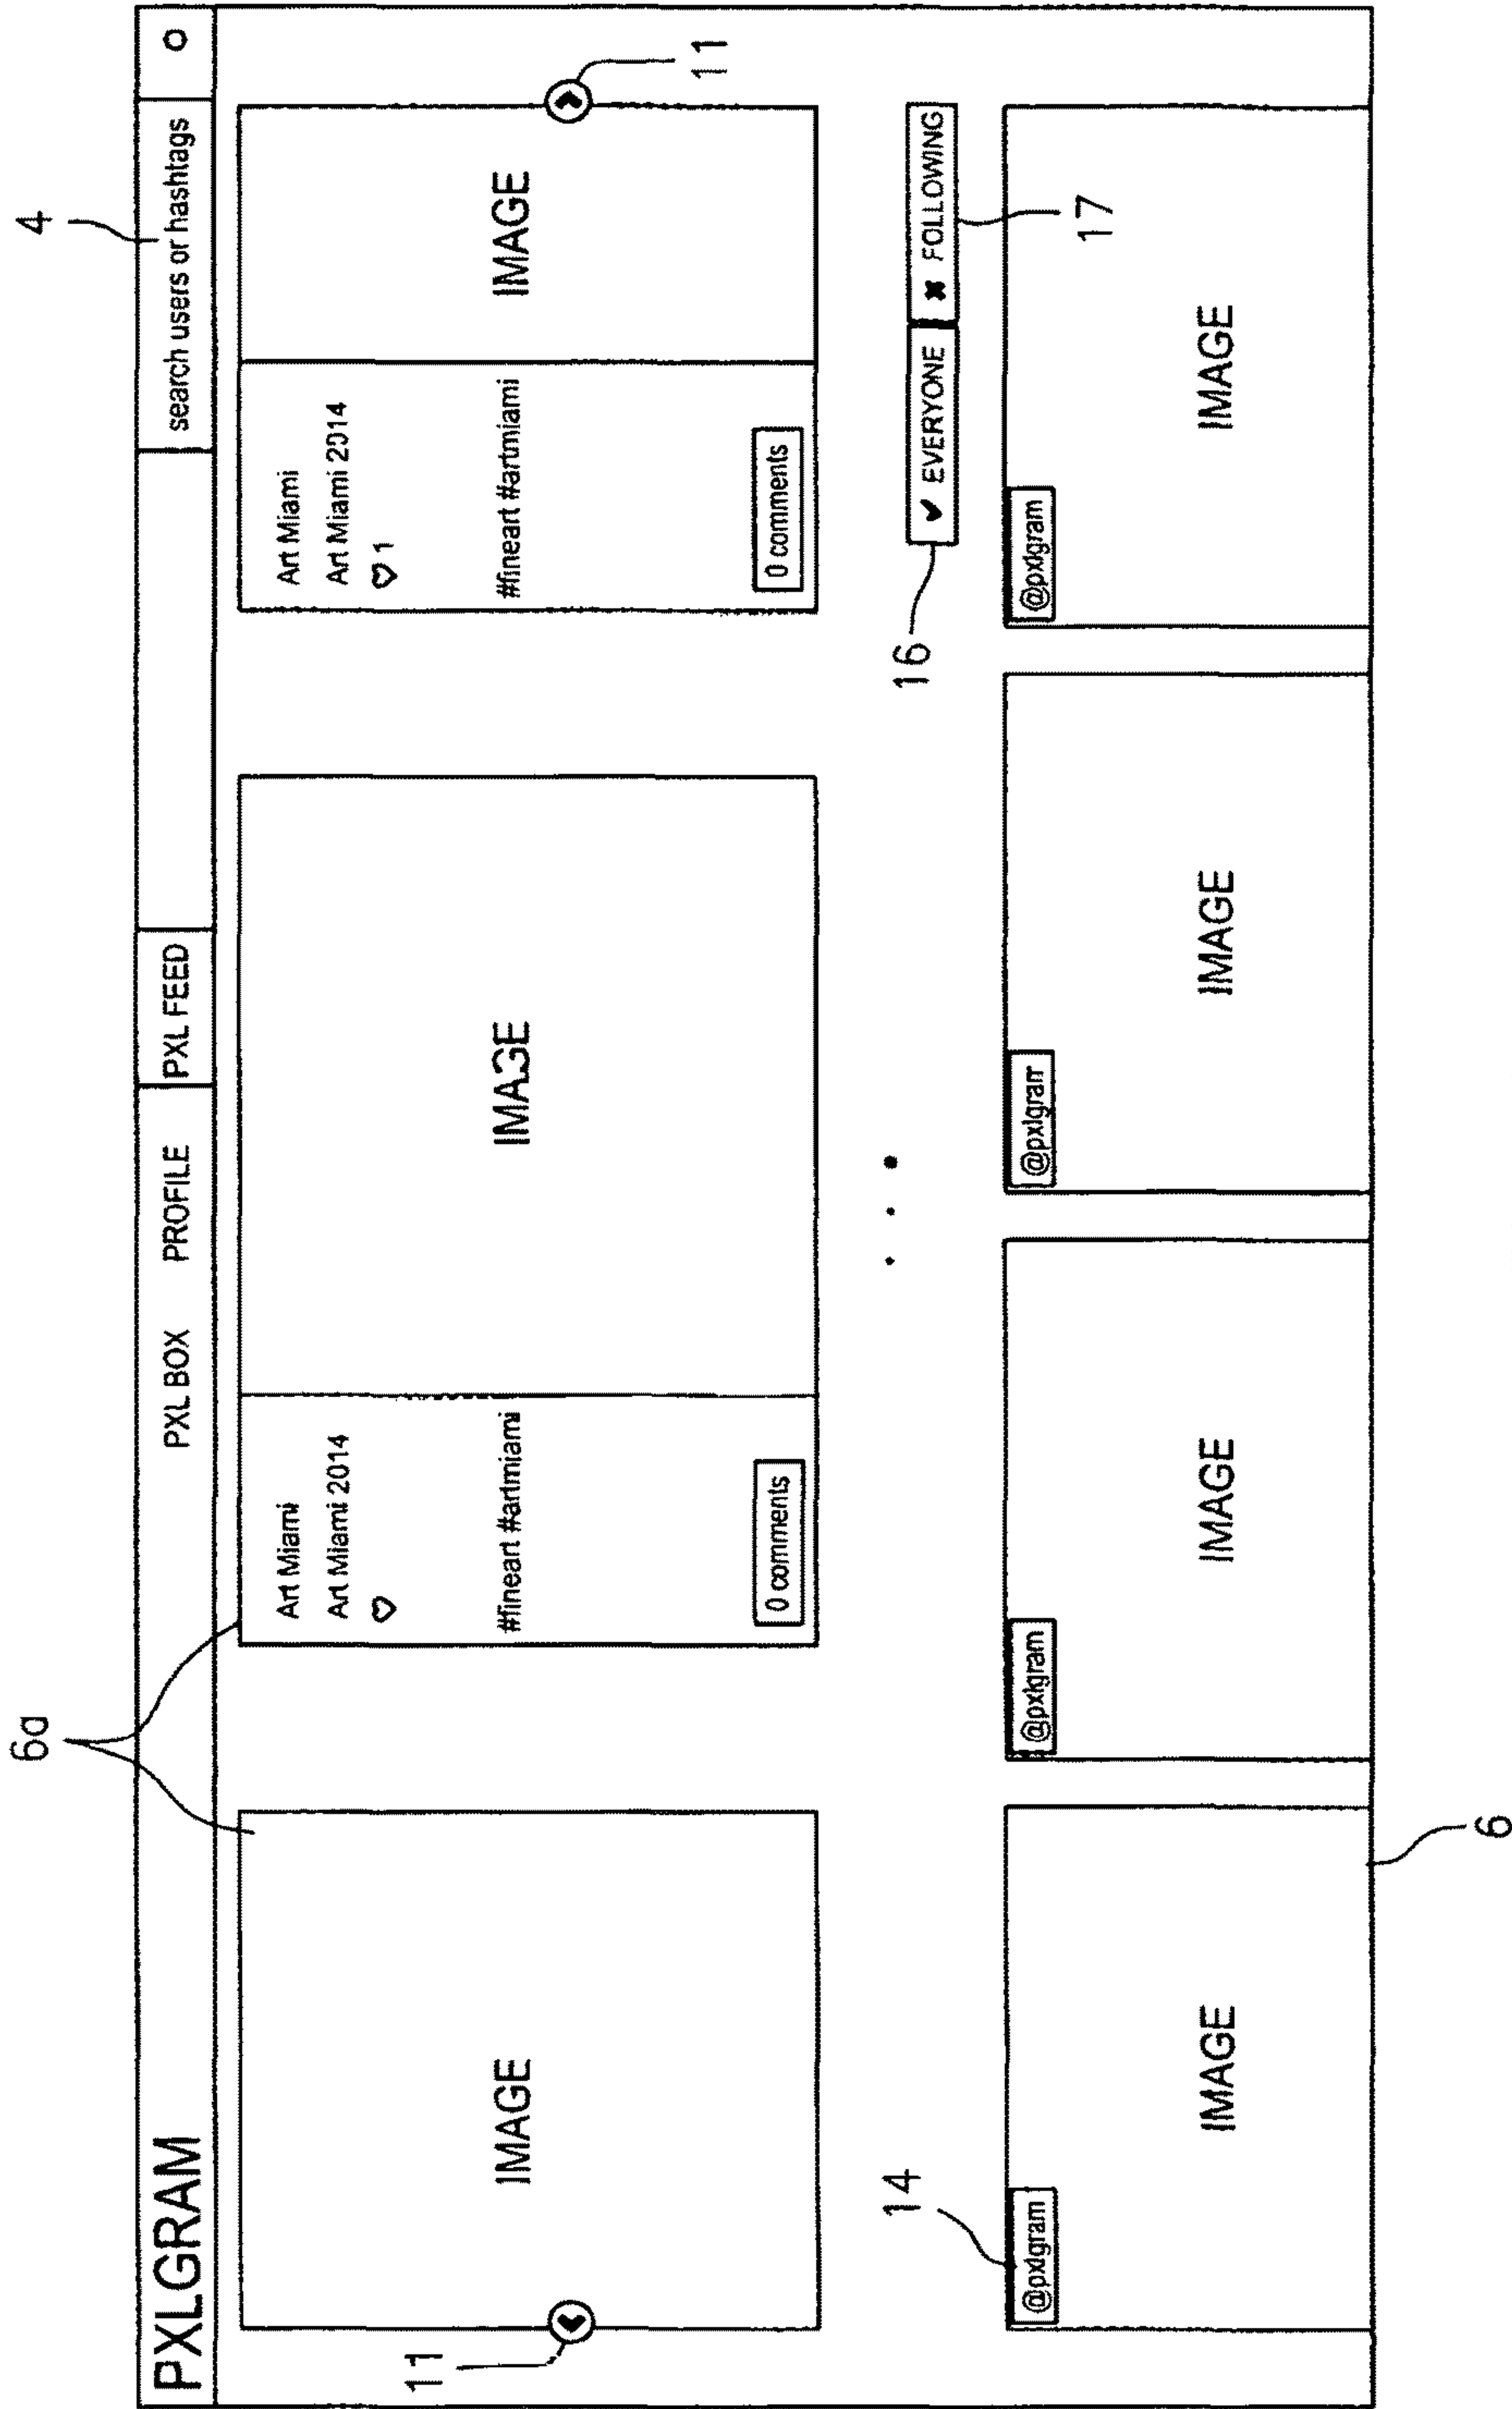 4
6a
PXLGRAM
PXL BOX
PROFILE
PXL FEED
search users or hashtags
IMAGE
Art Miami
Art Miami 2014
♡
#fineart #artmiami
0 comments
IMAGE
Art Miami
Art Miami 2014
♡ 1
#fineart #artmiami
0 comments
IMAGE
11
11
...
16
✔ EVERYONE
✖ FOLLOWING
17
14
@pxlgram
IMAGE
@pxlgram
IMAGE
@pxlgram
IMAGE
@pxlgram
IMAGE
6